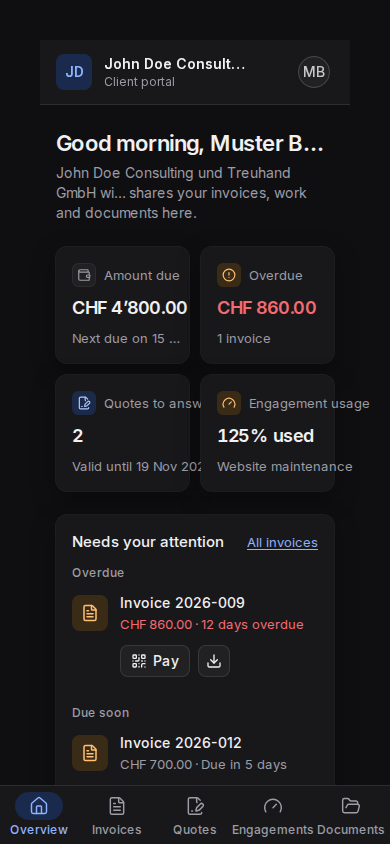 JD
John Doe Consult…
Client portal
MB
Good morning, Muster B…
John Doe Consulting und Treuhand
GmbH wi… shares your invoices, work
and documents here.
Amount due
CHF 4’800.00
Next due on 15 …
Overdue
CHF 860.00
1 invoice
Quotes to answ
2
Valid until 19 Nov 202
Engagement usage
125% used
Website maintenance
Needs your attention
All invoices
Overdue
Invoice 2026-009
CHF 860.00 · 12 days overdue
Pay
Due soon
Invoice 2026-012
CHF 700.00 · Due in 5 days
Overview
Invoices
Quotes
Engagements
Documents